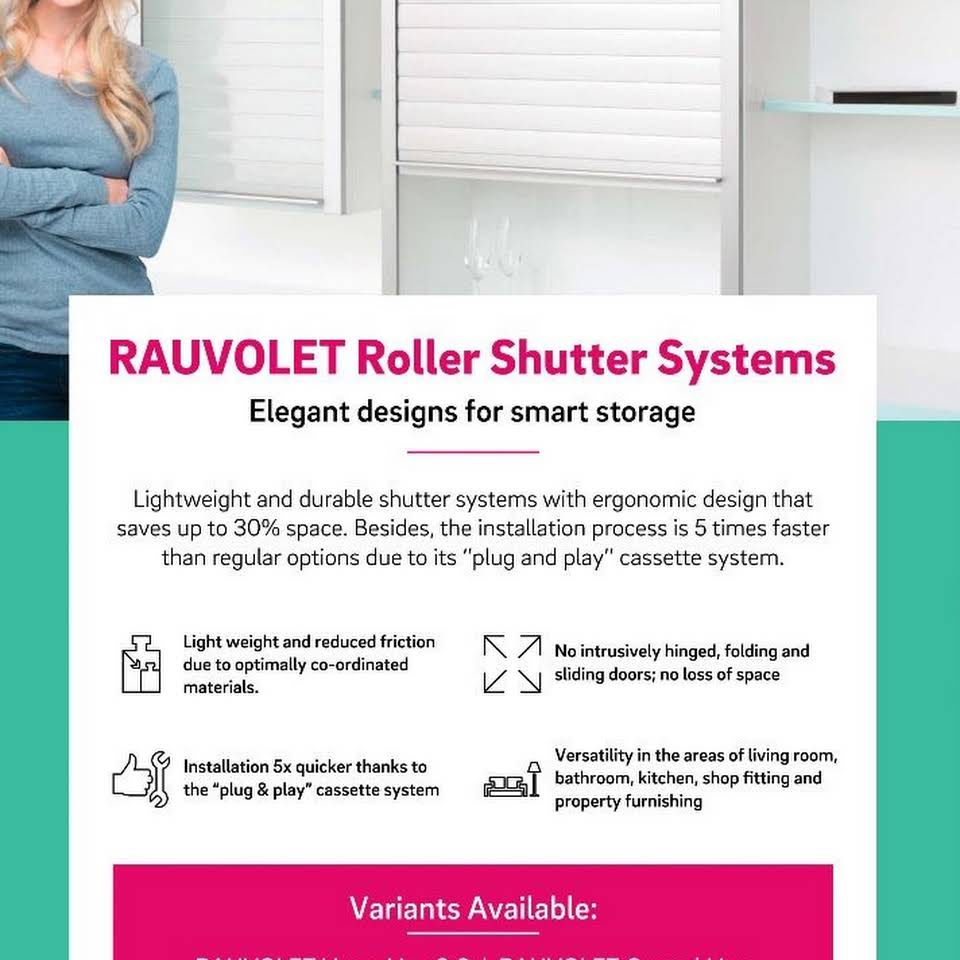 RAUVOLET Roller Shutter Systems
Elegant designs for smart storage
Lightweight and durable shutter systems with ergonomic design that
saves up to 30% space. Besides, the installation process is 5 times faster
than regular options due to its "plug and play" cassette system.
Light weight and reduced friction
due to optimally co-ordinated
materials.
No intrusively hinged, folding and
sliding doors; no loss of space
Installation 5x quicker thanks to
the "plug & play" cassette system
Versatility in the areas of living room,
bathroom, kitchen, shop fitting and
property furnishing
Variants Available:
RAUVOLET
RAUVOLET